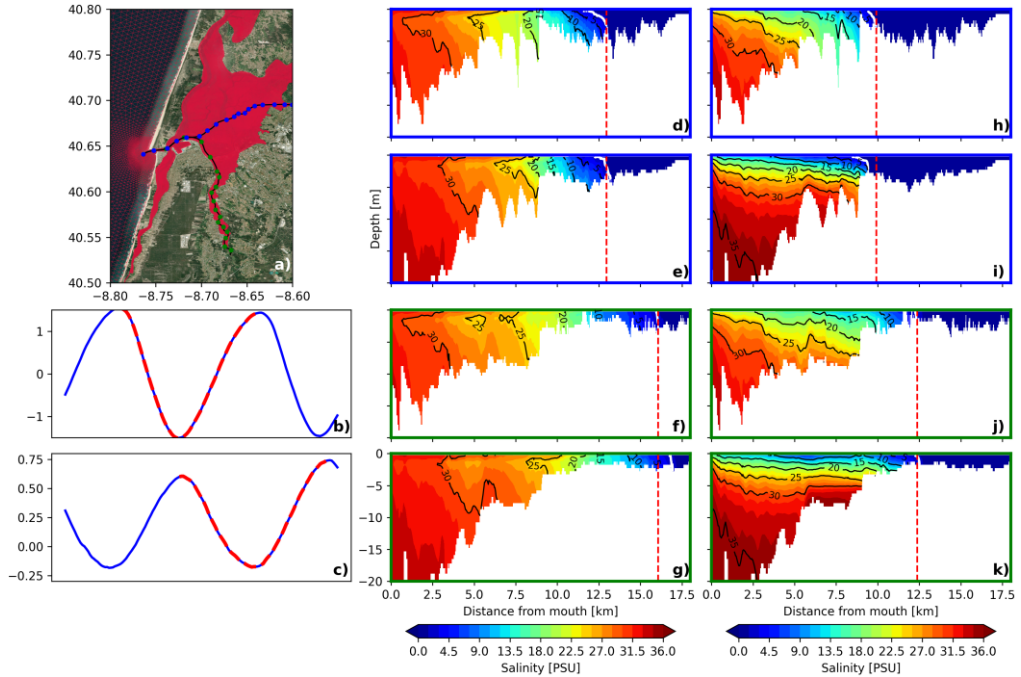 40.80
40.75
40.70
40.65
40.60
40.55
40.50
−8.80 −8.75 −8.70 −8.65 −8.60
a)
1
0
−1
b)
0.75
0.50
0.25
0.00
−0.25
c)
30 25 20 15
d)
30 25 20 15 10
h)
Depth [m]
30 25 20 15
e)
10 15 20 25 30 35
i)
30 25 20 15 10
f)
30 25 20 15 10
j)
0
−5
−10
−15
−20
30 25 20 15
g)
10 15 20 25 30 35
k)
0.0 2.5 5.0 7.5 10.0 12.5 15.0 17.5
Distance from mouth [km]
0.0 2.5 5.0 7.5 10.0 12.5 15.0 17.5
Distance from mouth [km]
0.0 4.5 9.0 13.5 18.0 22.5 27.0 31.5 36.0
Salinity [PSU]
0.0 4.5 9.0 13.5 18.0 22.5 27.0 31.5 36.0
Salinity [PSU]